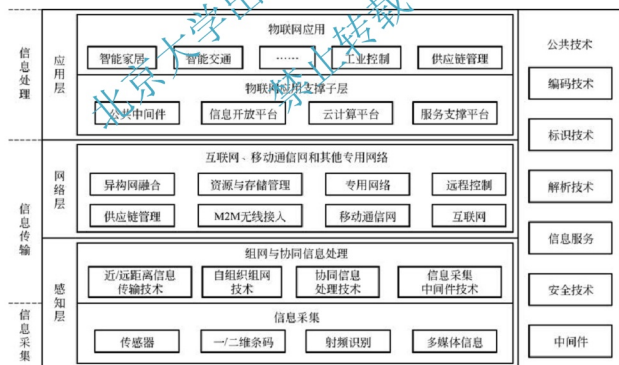 信息处理
应用层
物联网应用
智能家居
智能交通
……
工业控制
供应链管理
物联网应用支撑子层
公共中间件
信息开放平台
云计算平台
服务支撑平台
信息传输
网络层
互联网、移动通信网和其他专用网络
异构网融合
资源与存储管理
专用网络
远程控制
供应链管理
M2M无线接入
移动通信网
互联网
感知层
组网与协同信息处理
近/远距离信息
传输技术
自组织组网
技术
协同信息
处理技术
信息采集
中间件技术
信息采集
信息采集
传感器
一/二维条码
射频识别
多媒体信息
公共技术
编码技术
标识技术
解析技术
信息服务
安全技术
中间件
北京大学出
禁止转载